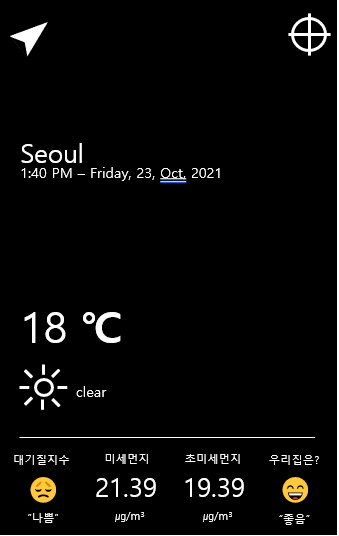 Seoul
1:40 PM – Friday, 23, Oct, 2021
18 ℃
clear
대기질지수 미세먼지 초미세먼지 우리집은?
21.39 19.39
“나쁨” μg/m³ μg/m³ “좋음”